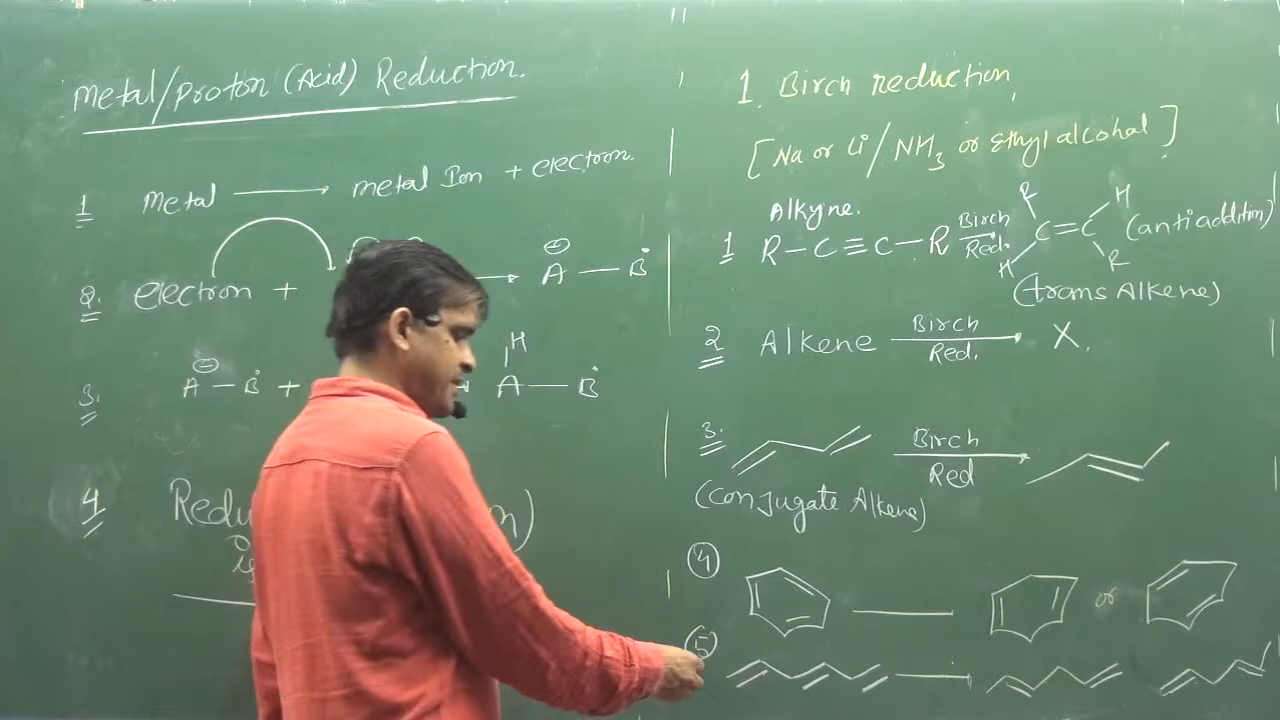 Metal/Proton (Acid) Reduction.
1 Metal → metal Ion + electron.
2. electron + → A⊖ — B•
3. A⊖ — B• + A — B•
H
4 Redu n)
1. Birch reduction,
[Na or Li/NH3 or Ethyl alcohal]
Alkyne.
1 R — C ≡ C — R Birch Red. R H C = C H R (antiaddition)
(trans Alkene)
2 Alkene Birch Red. → X.
3. Birch Red →
(Conjugate Alkene)
4 or
5 →